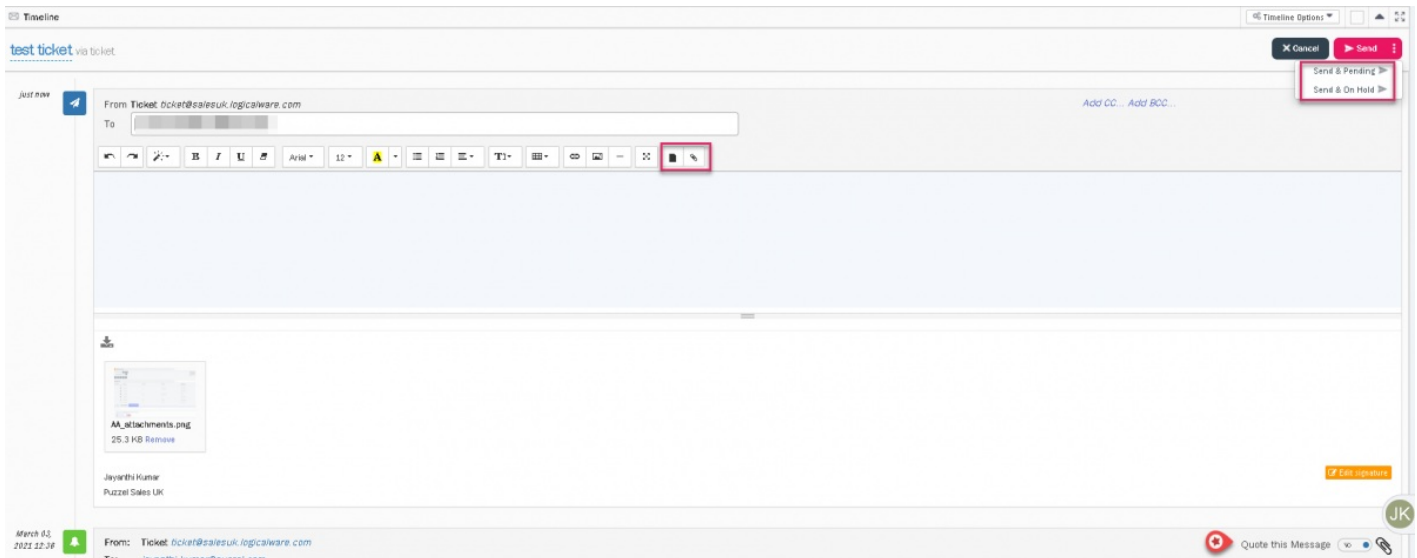 Timeline
Timeline Options
test ticket via ticket
Cancel
Send
Send & Pending
Send & On Hold
just now
From Ticket ticket@salesuk.logicalware.com
Add CC... Add BCC...
To
B I U Arial 12 A T
AA_attachments.png
25.3 KB Remove
Jayanthi Kumar
Puzzel Sales UK
Edit signature
JK
March 03,
2021 12:36
From: Ticket ticket@salesuk.logicalware.com
Quote this Message